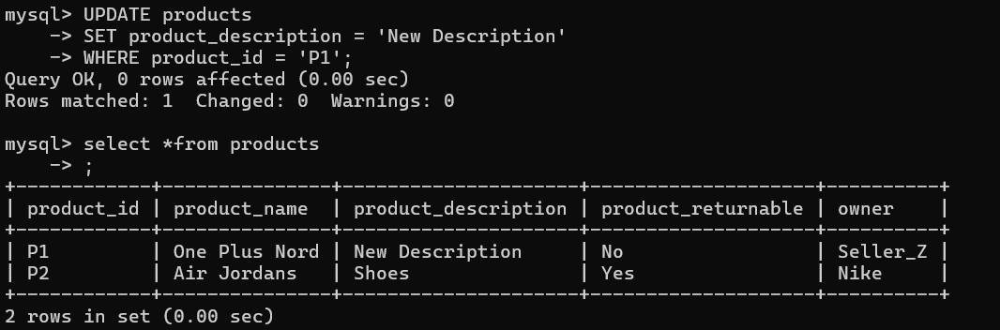 mysql> UPDATE products
    -> SET product_description = 'New Description'
    -> WHERE product_id = 'P1';
Query OK, 0 rows affected (0.00 sec)
Rows matched: 1  Changed: 0  Warnings: 0

mysql> select *from products
    -> ;
+------------+---------------+---------------------+--------------------+----------+
| product_id | product_name  | product_description | product_returnable | owner    |
+------------+---------------+---------------------+--------------------+----------+
| P1         | One Plus Nord | New Description     | No                 | Seller_Z |
| P2         | Air Jordans   | Shoes               | Yes                | Nike     |
+------------+---------------+---------------------+--------------------+----------+
2 rows in set (0.00 sec)